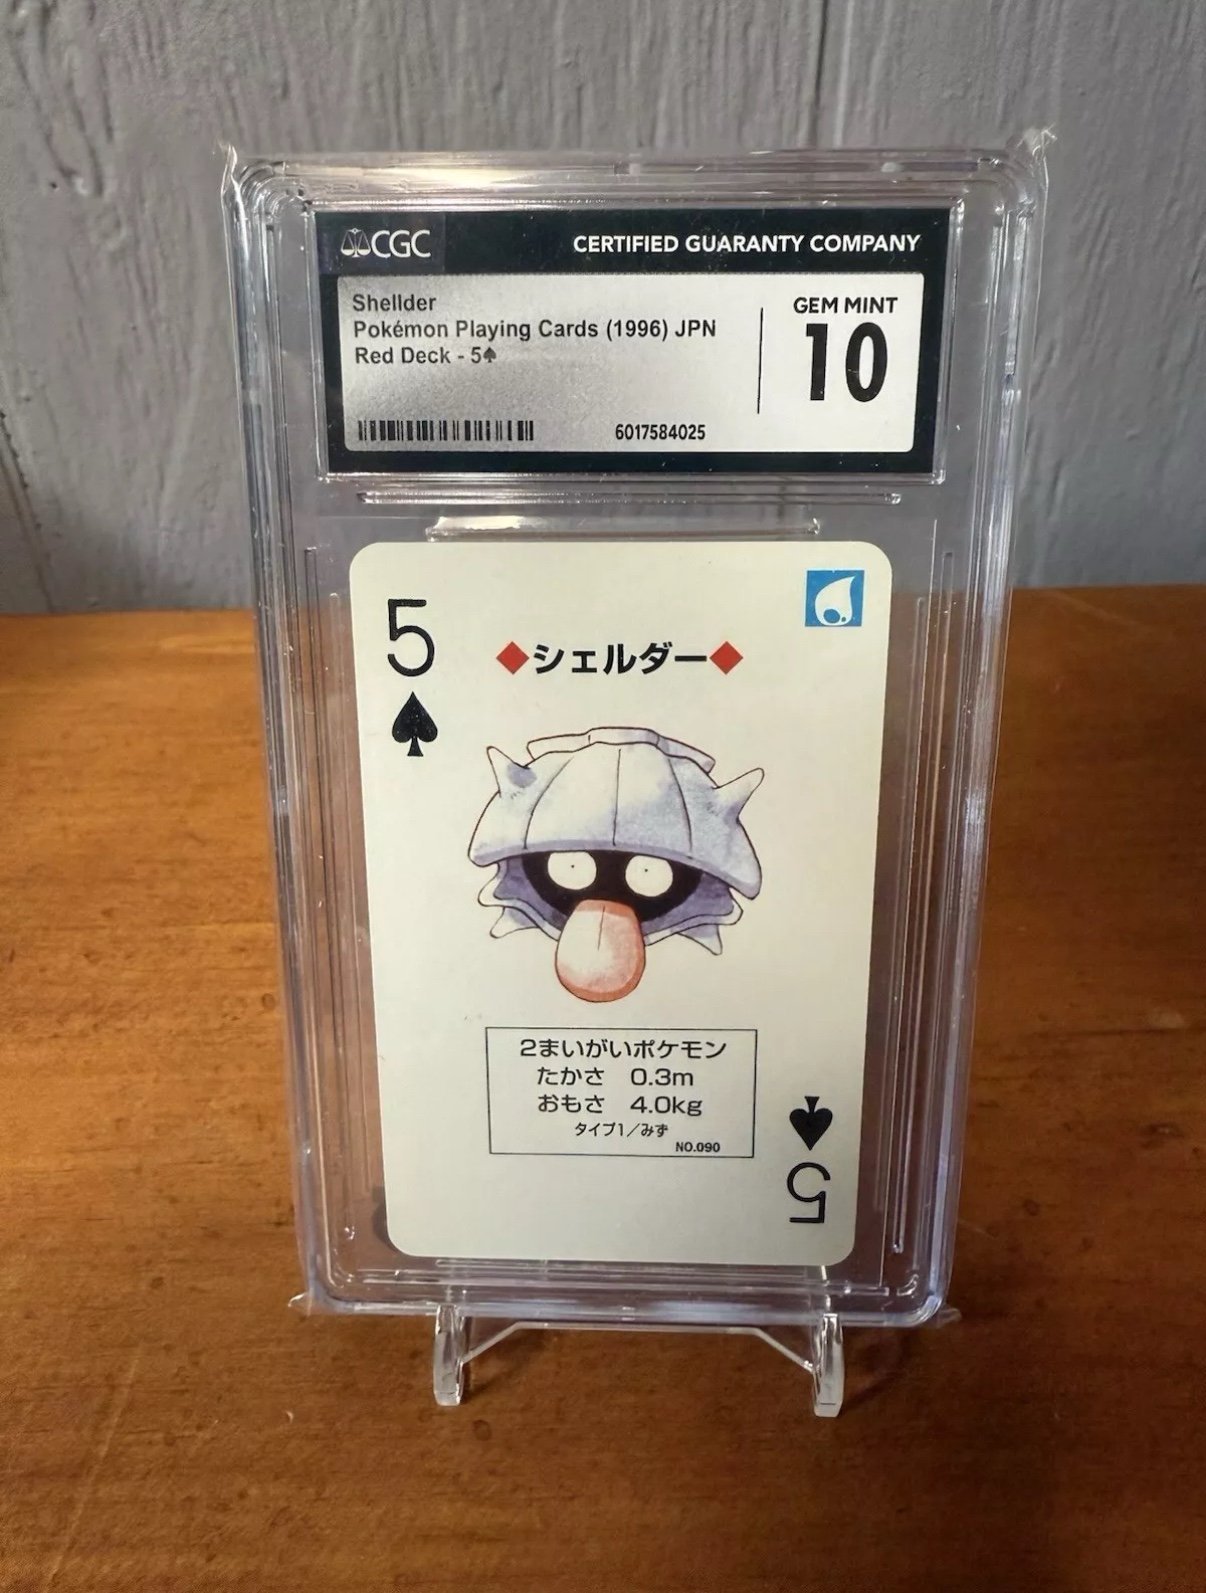 CGC
CERTIFIED GUARANTY COMPANY
Shellder
Pokémon Playing Cards (1996) JPN
Red Deck - 5♠
GEM MINT
10
6017584025
5
♠
◆シェルダー◆
2まいがいポケモン
たかさ 0.3m
おもさ 4.0kg
タイプ1/みず
NO.090
♠
5